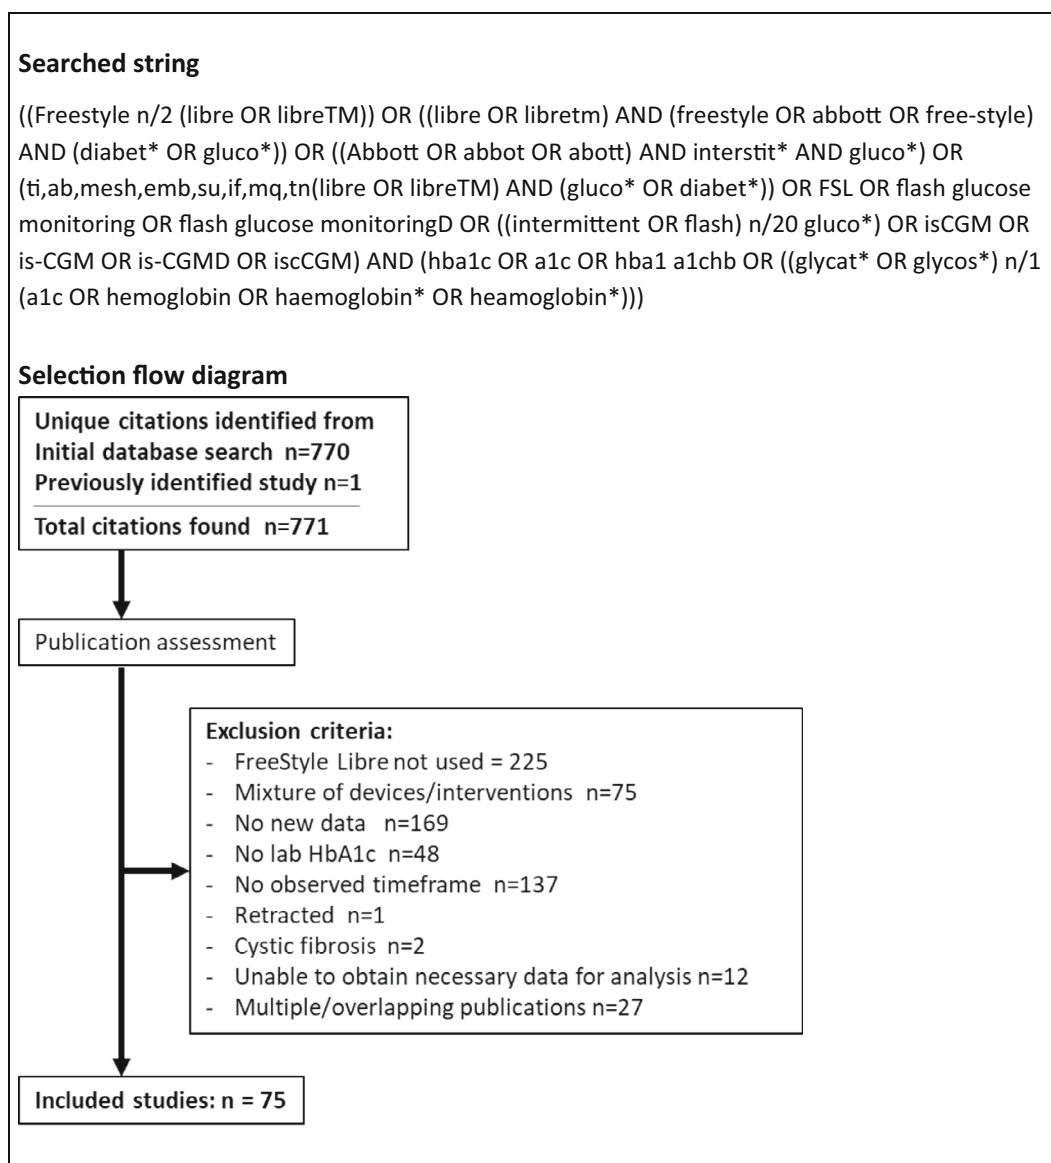 Searched string
((Freestyle n/2 (libre OR libreTM)) OR ((libre OR libretm) AND (freestyle OR abbott OR free-style)
AND (diabet* OR gluco*)) OR ((Abbott OR abbot OR abott) AND interstit* AND gluco*) OR
(ti,ab,mesh,emb,su,if,mq,tn(libre OR libreTM) AND (gluco* OR diabet*)) OR FSL OR flash glucose
monitoring OR flash glucose monitoringD OR ((intermittent OR flash) n/20 gluco*) OR isCGM OR
is-CGM OR is-CGMD OR iscCGM) AND (hba1c OR a1c OR hba1 a1chb OR ((glycat* OR glycos*) n/1
(a1c OR hemoglobin OR haemoglobin* OR heamoglobin*)))
Selection flow diagram
Unique citations identified from
Initial database search n=770
Previously identified study n=1
Total citations found n=771
Publication assessment
Exclusion criteria:
- FreeStyle Libre not used = 225
- Mixture of devices/interventions n=75
- No new data n=169
- No lab HbA1c n=48
- No observed timeframe n=137
- Retracted n=1
- Cystic fibrosis n=2
- Unable to obtain necessary data for analysis n=12
- Multiple/overlapping publications n=27
Included studies: n = 75